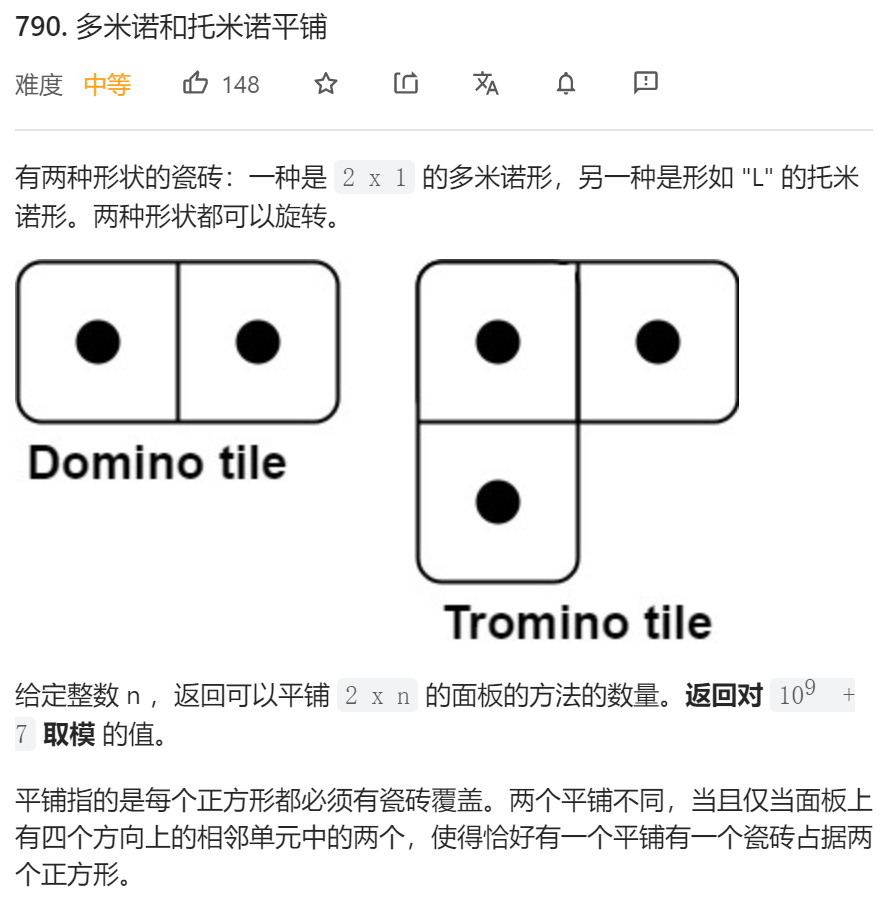 790. 多米诺和托米诺平铺
难度 中等 148
有两种形状的瓷砖：一种是 2 x 1 的多米诺形，另一种是形如 "L" 的托米
诺形。两种形状都可以旋转。
Domino tile
Tromino tile
给定整数 n ，返回可以平铺 2 x n 的面板的方法的数量。返回对 10⁹ +
7 取模 的值。
平铺指的是每个正方形都必须有瓷砖覆盖。两个平铺不同，当且仅当面板上
有四个方向上的相邻单元中的两个，使得恰好有一个平铺有一个瓷砖占据两
个正方形。